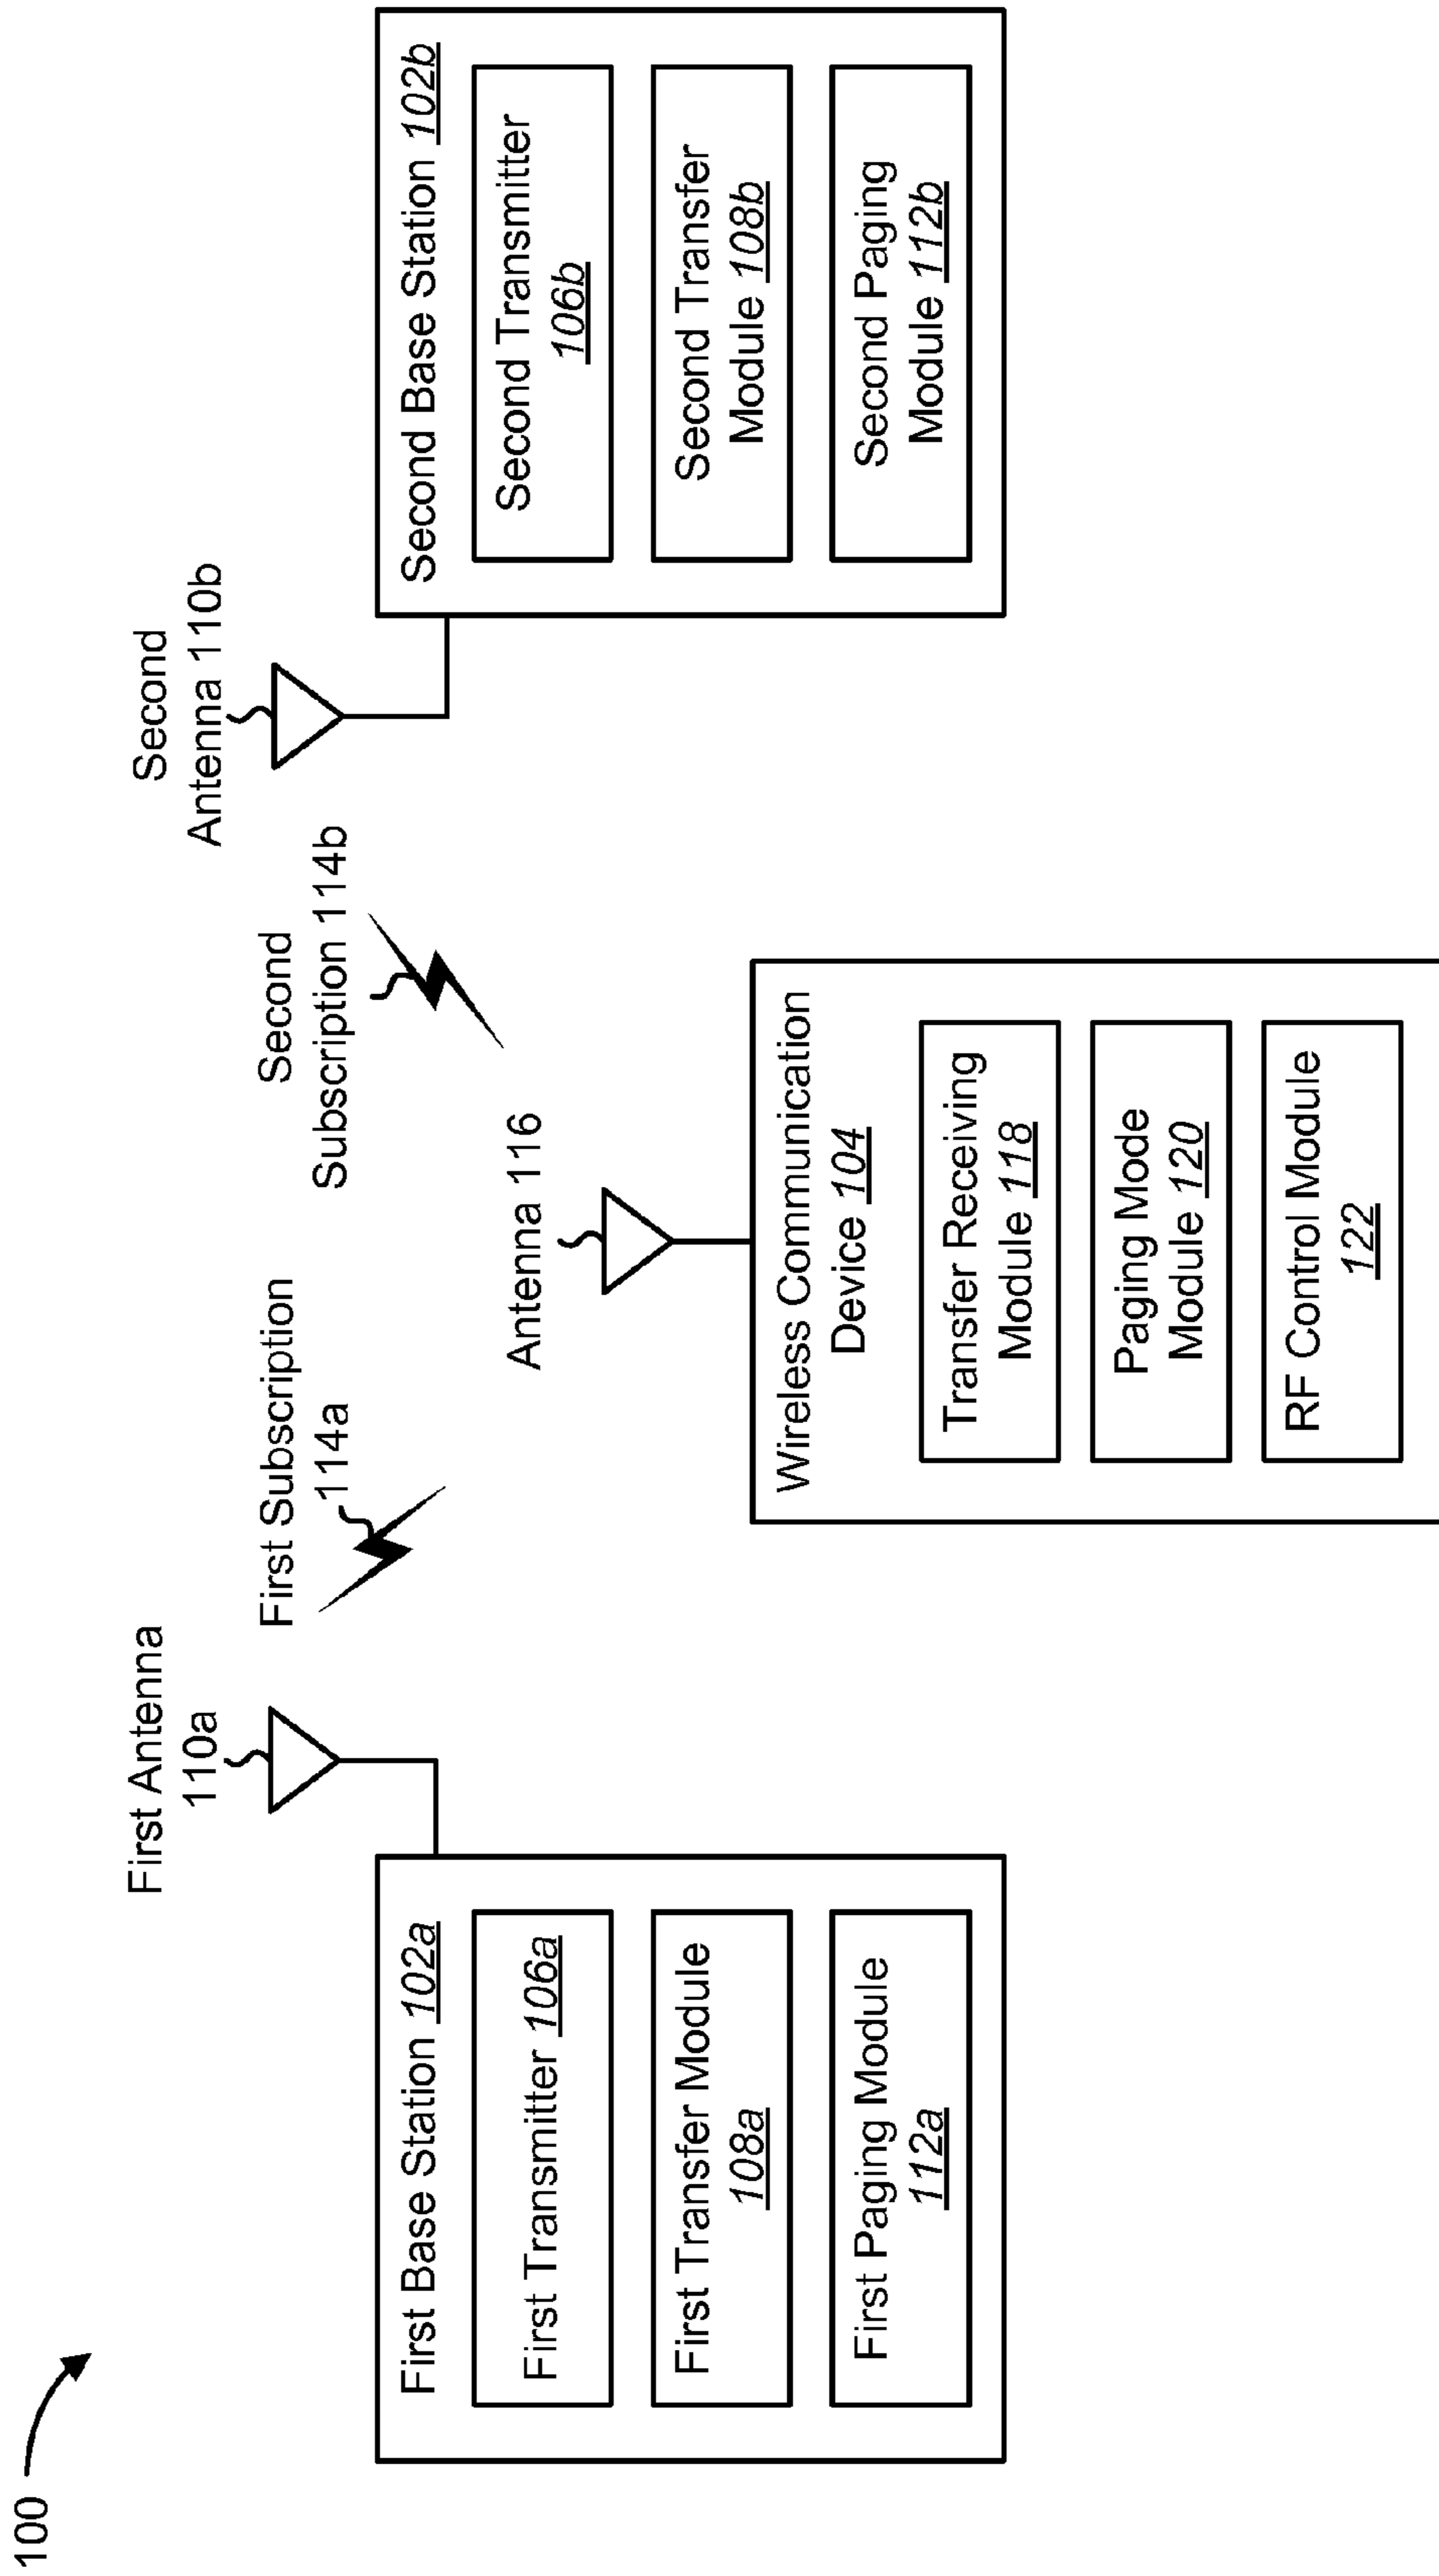 100
First Antenna
110a
First Subscription
114a
Second
Subscription 114b
Second
Antenna 110b
Antenna 116
First Base Station 102a
First Transmitter 106a
First Transfer Module
108a
First Paging Module
112a
Wireless Communication
Device 104
Transfer Receiving
Module 118
Paging Mode
Module 120
RF Control Module
122
Second Base Station 102b
Second Transmitter
106b
Second Transfer
Module 108b
Second Paging
Module 112b